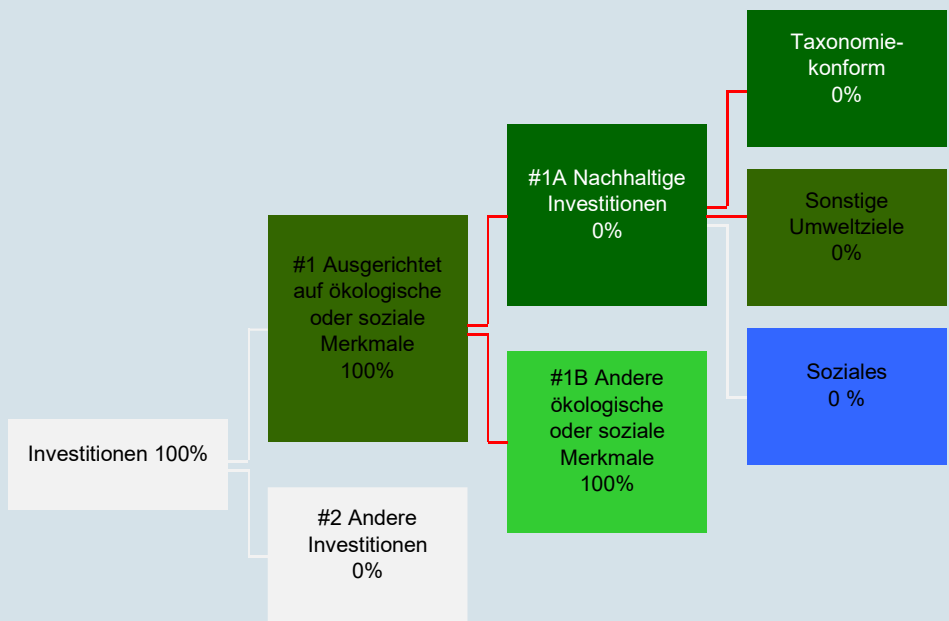 Investitionen 100%
#1 Ausgerichtet
auf ökologische
oder soziale
Merkmale
100%
#2 Andere
Investitionen
0%
#1A Nachhaltige
Investitionen
0%
#1B Andere
ökologische
oder soziale
Merkmale
100%
Taxonomie-
konform
0%
Sonstige
Umweltziele
0%
Soziales
0 %